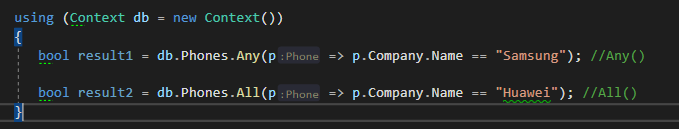 using (Context db = new Context())
{
bool result1 = db.Phones.Any(p :Phone => p.Company.Name == "Samsung"); //Any()
bool result2 = db.Phones.All(p :Phone => p.Company.Name == "Huawei"); //All()
}